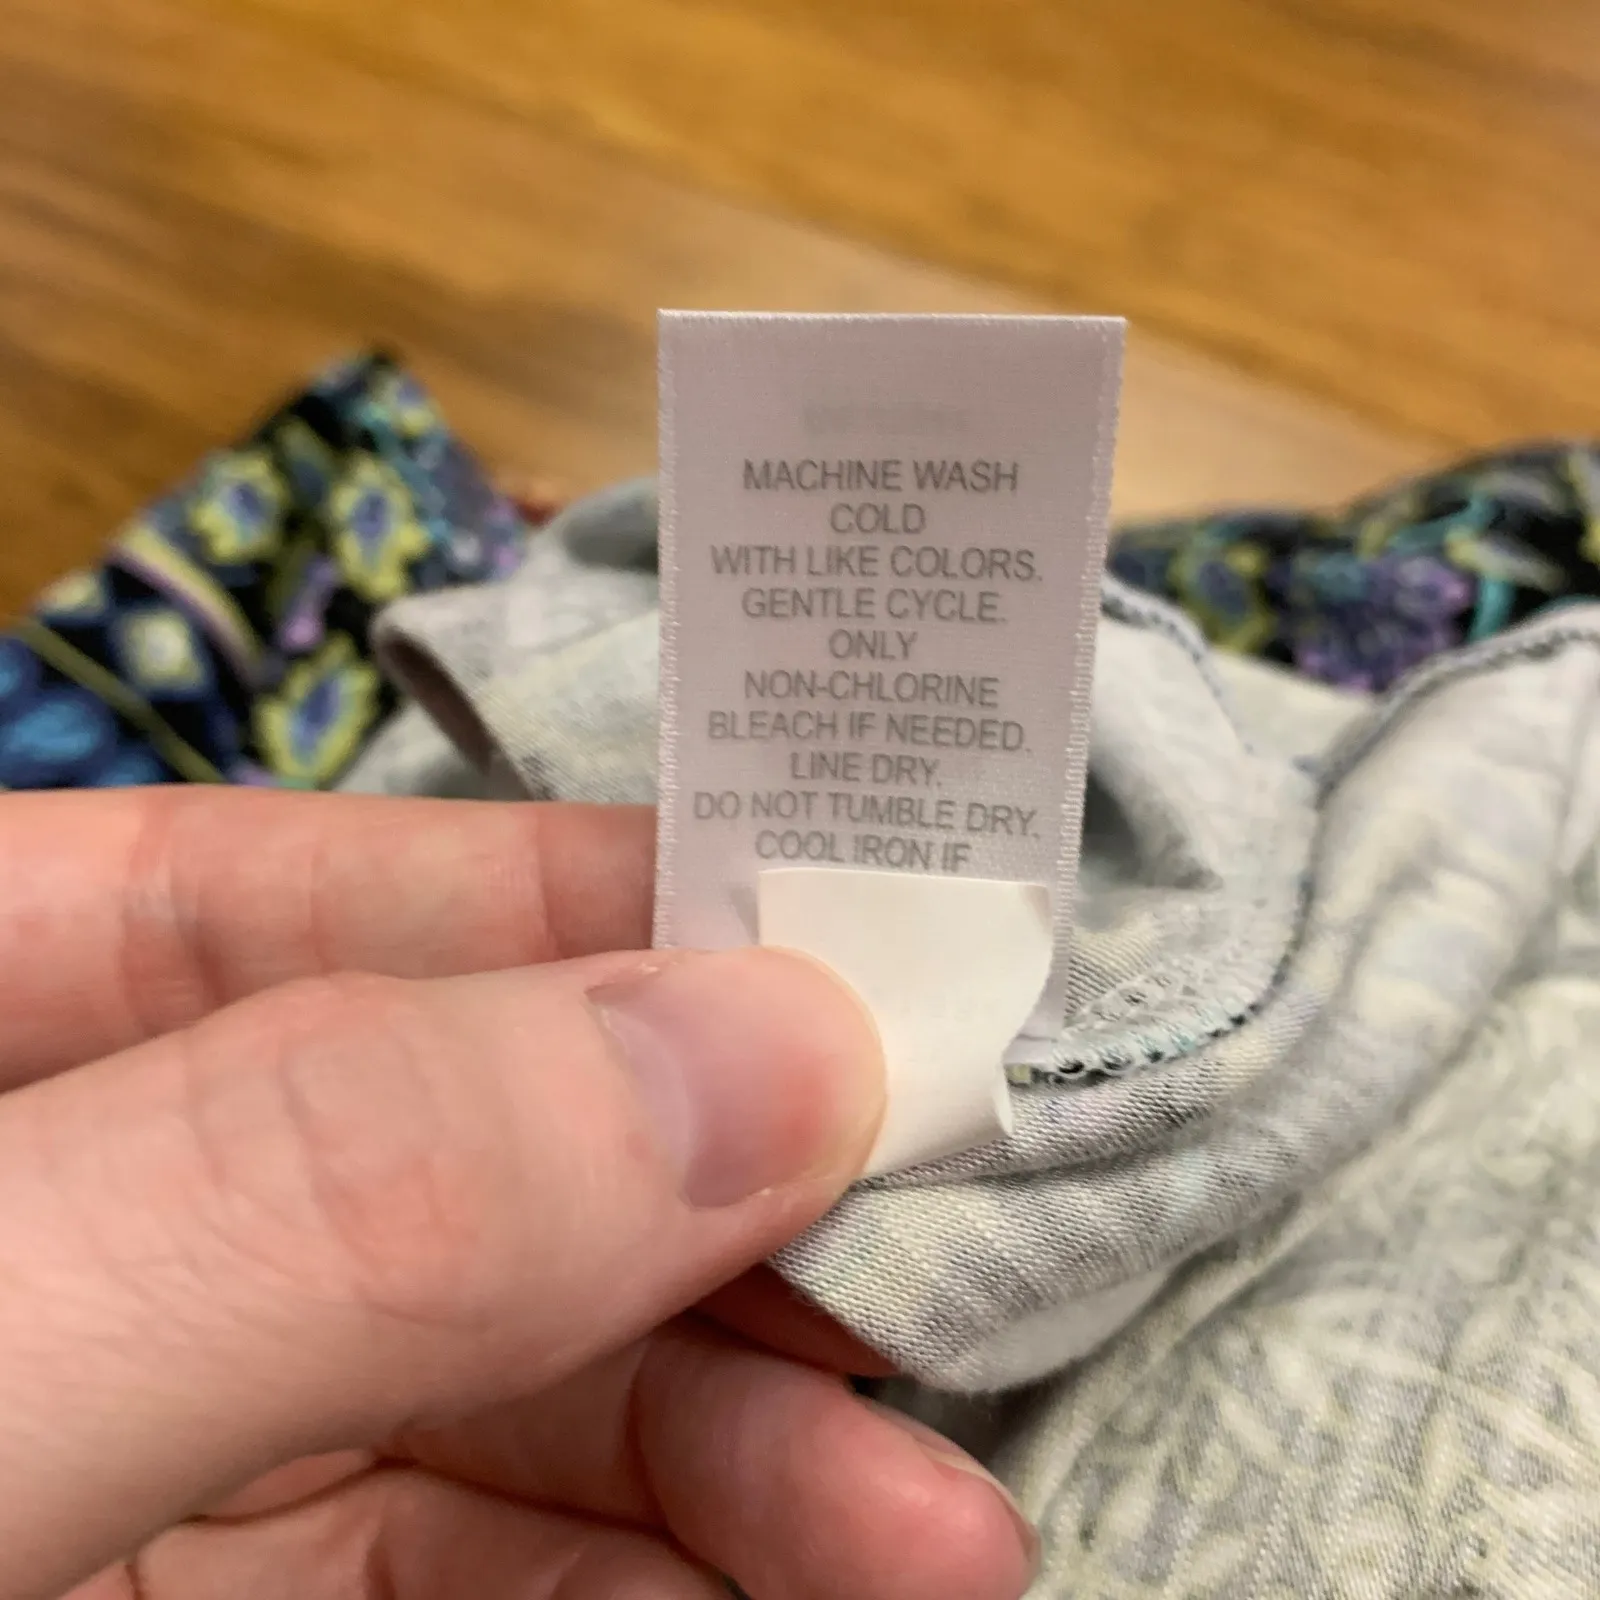 MACHINE WASH
COLD
WITH LIKE COLORS.
GENTLE CYCLE.
ONLY
NON-CHLORINE
BLEACH IF NEEDED.
LINE DRY.
DO NOT TUMBLE DRY.
COOL IRON IF